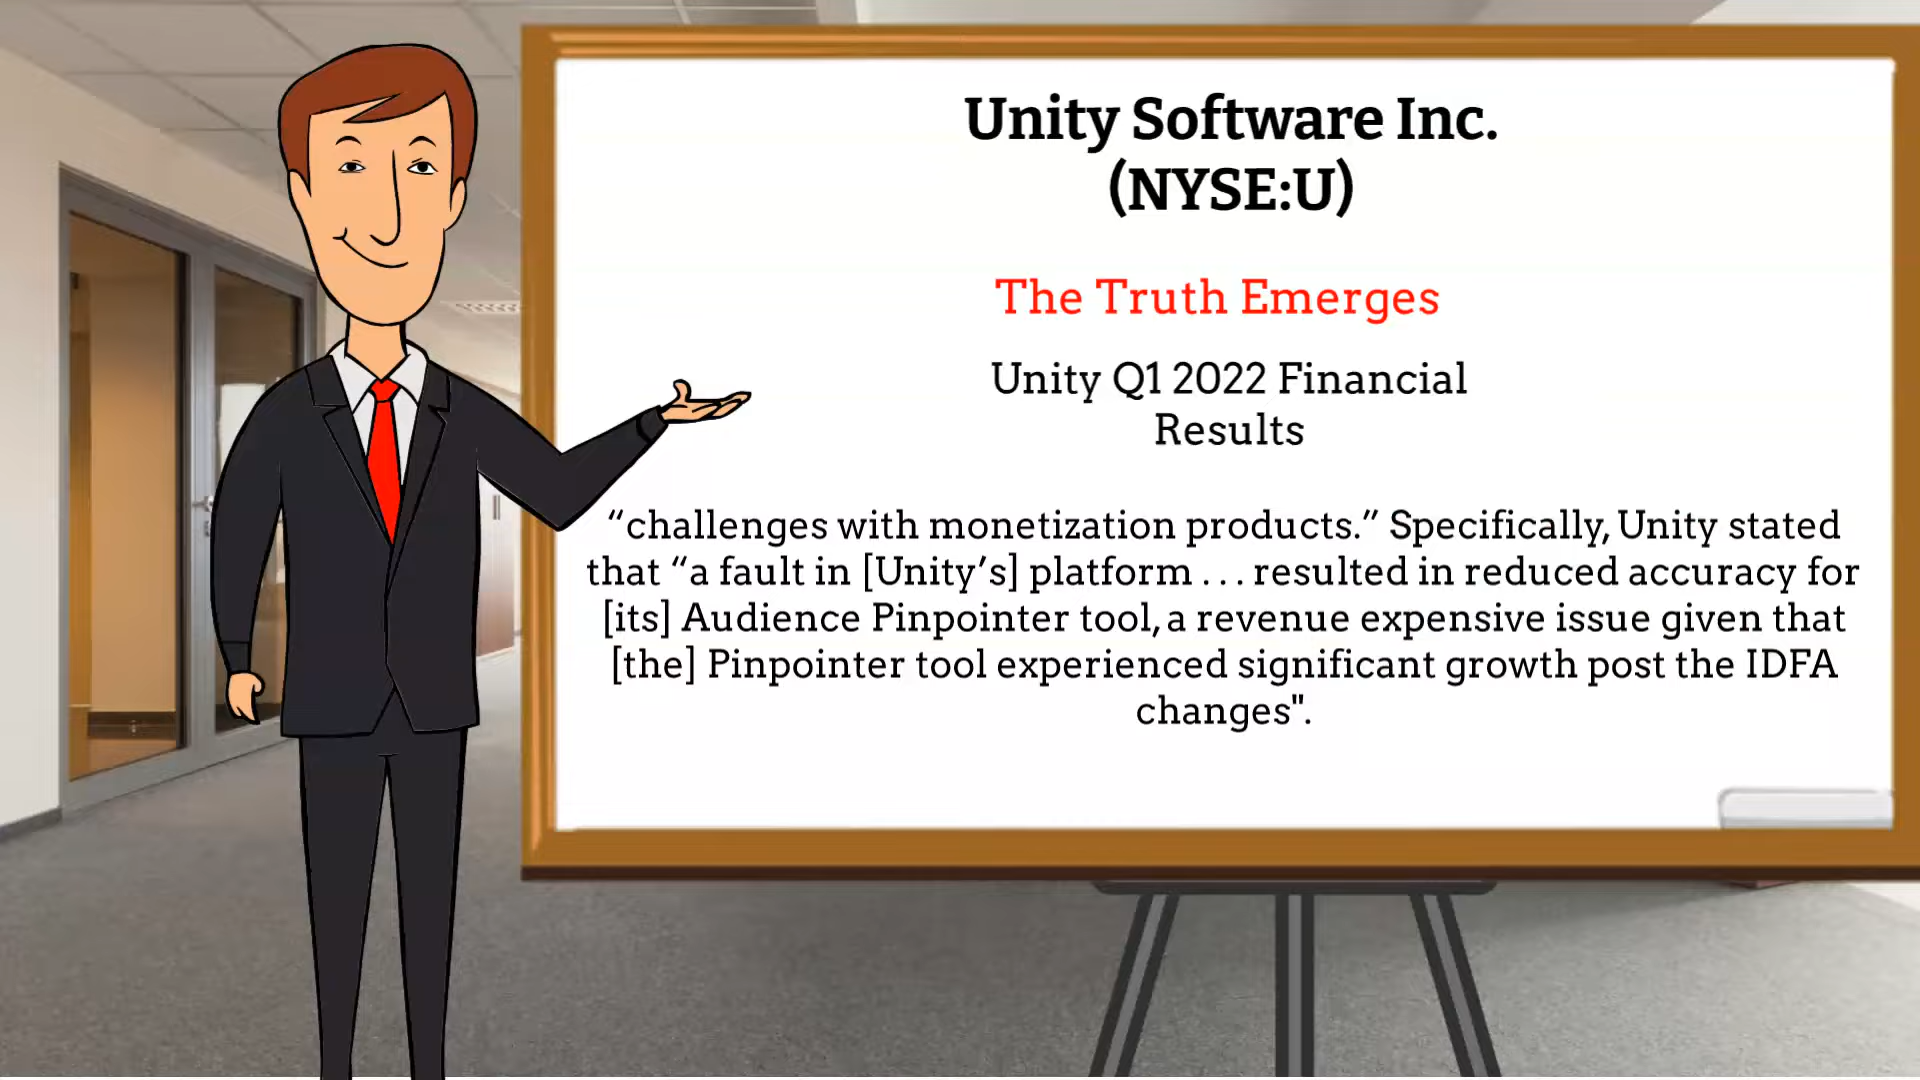 Unity Software Inc.
(NYSE:U)
The Truth Emerges
Unity Q1 2022 Financial
Results
“challenges with monetization products.” Specifically, Unity stated
that “a fault in [Unity’s] platform . . . resulted in reduced accuracy for
[its] Audience Pinpointer tool, a revenue expensive issue given that
[the] Pinpointer tool experienced significant growth post the IDFA
changes".